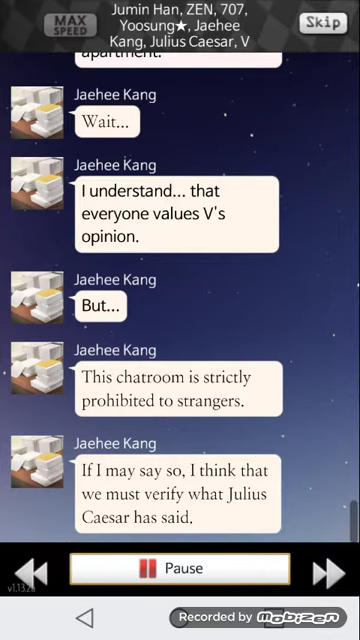 MAX
SPEED
Jumin Han, ZEN, 707,
Yoosung★, Jaehee
Kang, Julius Caesar, V
Skip
apartment.
Jaehee Kang
Wait...
Jaehee Kang
I understand... that
everyone values V's
opinion.
Jaehee Kang
But...
Jaehee Kang
This chatroom is strictly
prohibited to strangers.
Jaehee Kang
If I may say so, I think that
we must verify what Julius
Caesar has said.
Pause
Recorded by Mobizen